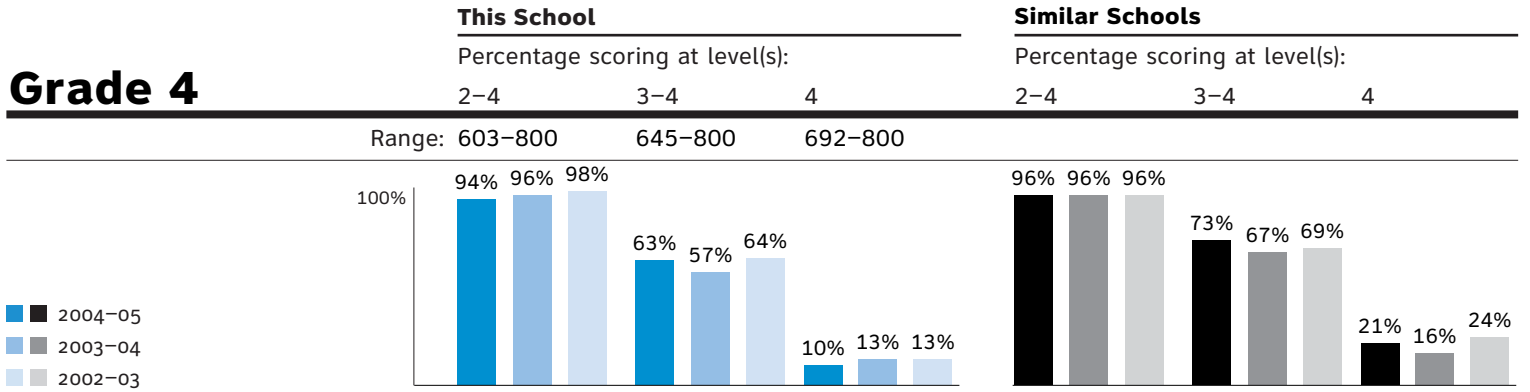 This School Similar Schools
Percentage scoring at level(s): Percentage scoring at level(s):
Grade 4 2–4 3–4 4 2–4 3–4 4
Range: 603–800 645–800 692–800
100% 94% 96% 98% 63% 57% 64% 10% 13% 13% 96% 96% 96% 73% 67% 69% 21% 16% 24%
2004–05
2003–04
2002–03